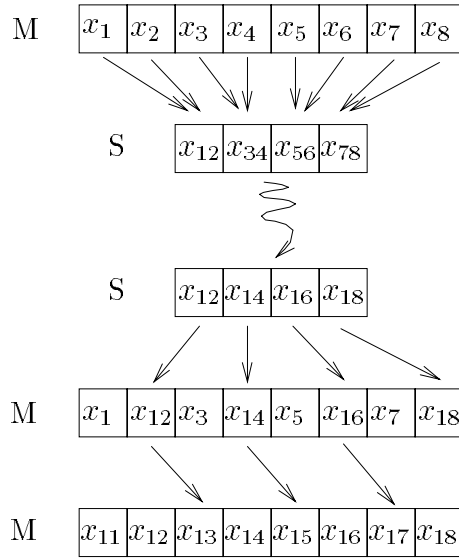 M x₁ x₂ x₃ x₄ x₅ x₆ x₇ x₈
S x₁₂ x₃₄ x₅₆ x₇₈
S x₁₂ x₁₄ x₁₆ x₁₈
M x₁ x₁₂ x₃ x₁₄ x₅ x₁₆ x₇ x₁₈
M x₁₁ x₁₂ x₁₃ x₁₄ x₁₅ x₁₆ x₁₇ x₁₈